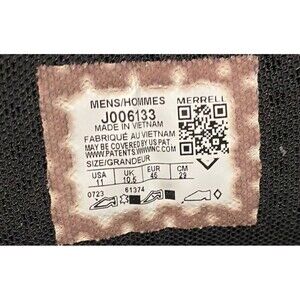 MENS/HOMMES MERRELL
J006133
MADE IN VIETNAM
FABRIQUÉ AU VIETNAM
MAY BE COVERED BY US PAT
WWW.PATENTS.WWWINC.COM
SIZE/GRANDEUR
USA UK EUR CM
11 10.5 45 29
0723 61374